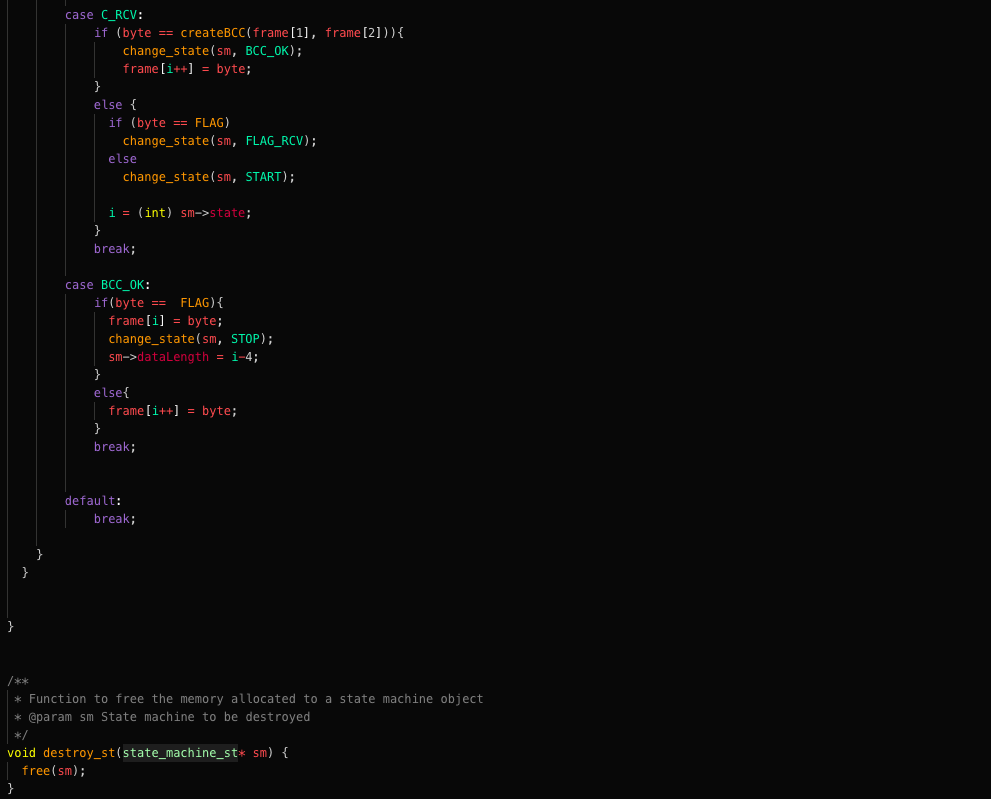 case C_RCV:
if (byte == createBCC(frame[1], frame[2])){
change_state(sm, BCC_OK);
frame[i++] = byte;
}
else {
if (byte == FLAG)
change_state(sm, FLAG_RCV);
else
change_state(sm, START);
i = (int) sm->state;
}
break;
case BCC_OK:
if(byte ==  FLAG){
frame[i] = byte;
change_state(sm, STOP);
sm->dataLength = i-4;
}
else{
frame[i++] = byte;
}
break;
default:
break;
}
}
}
/**
* Function to free the memory allocated to a state machine object
* @param sm State machine to be destroyed
*/
void destroy_st(state_machine_st* sm) {
free(sm);
}